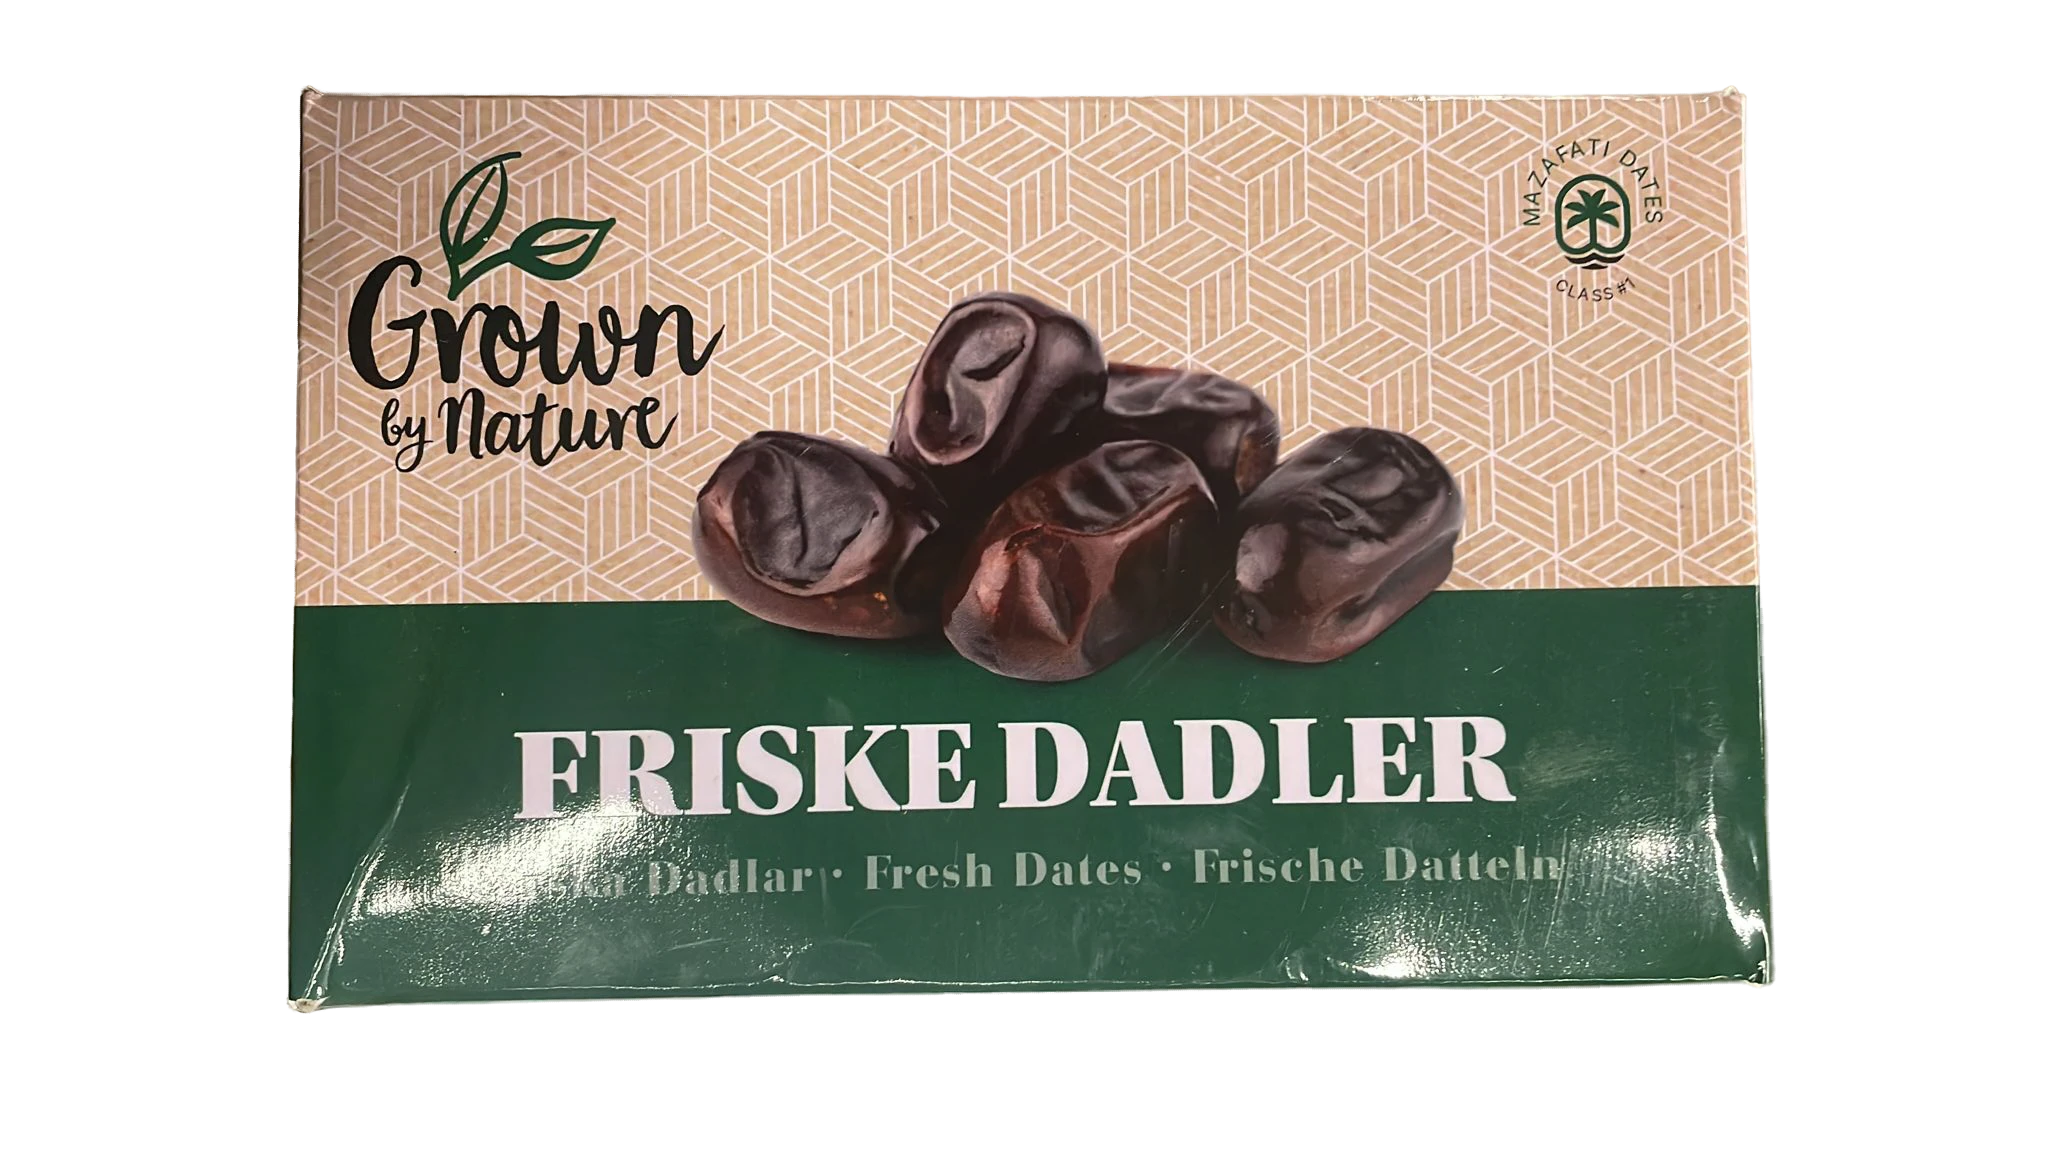 Grown
by Nature
MAZAFATI DATES
CLASS #1
FRISKE DADLER
Dadlar · Fresh Dates · Frische Datteln